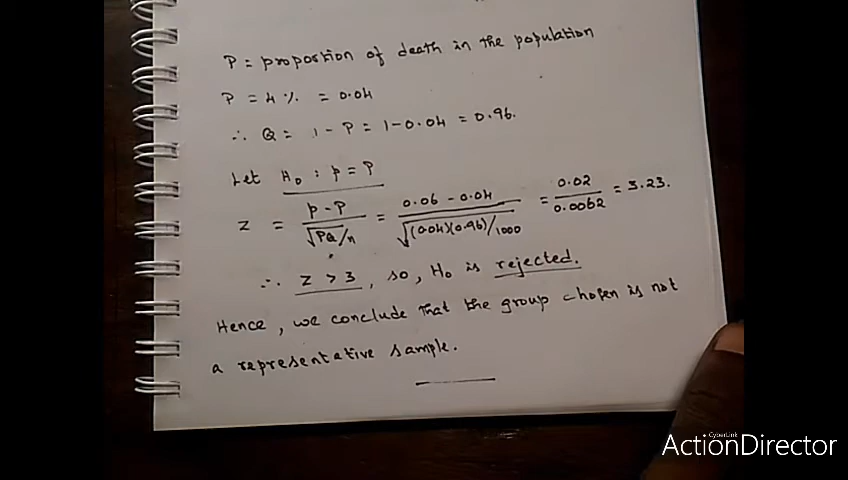 P = proportion of death in the population
P = 4 % = 0.04
∴ Q = 1 - P = 1 - 0.04 = 0.96.
Let H₀ : p = P
Z = p - P / √PQ/n = 0.06 - 0.04 / √(0.04)(0.96)/1000 = 0.02 / 0.0062 = 3.23.
∴ Z > 3, so, H₀ is rejected.
Hence, we conclude that the group chosen is not
a representative sample.
CyberLink
ActionDirector